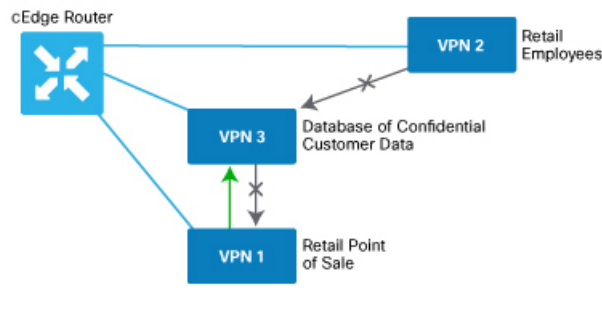 cEdge Router
VPN 2
Retail
Employees
VPN 3
Database of Confidential
Customer Data
VPN 1
Retail Point
of Sale